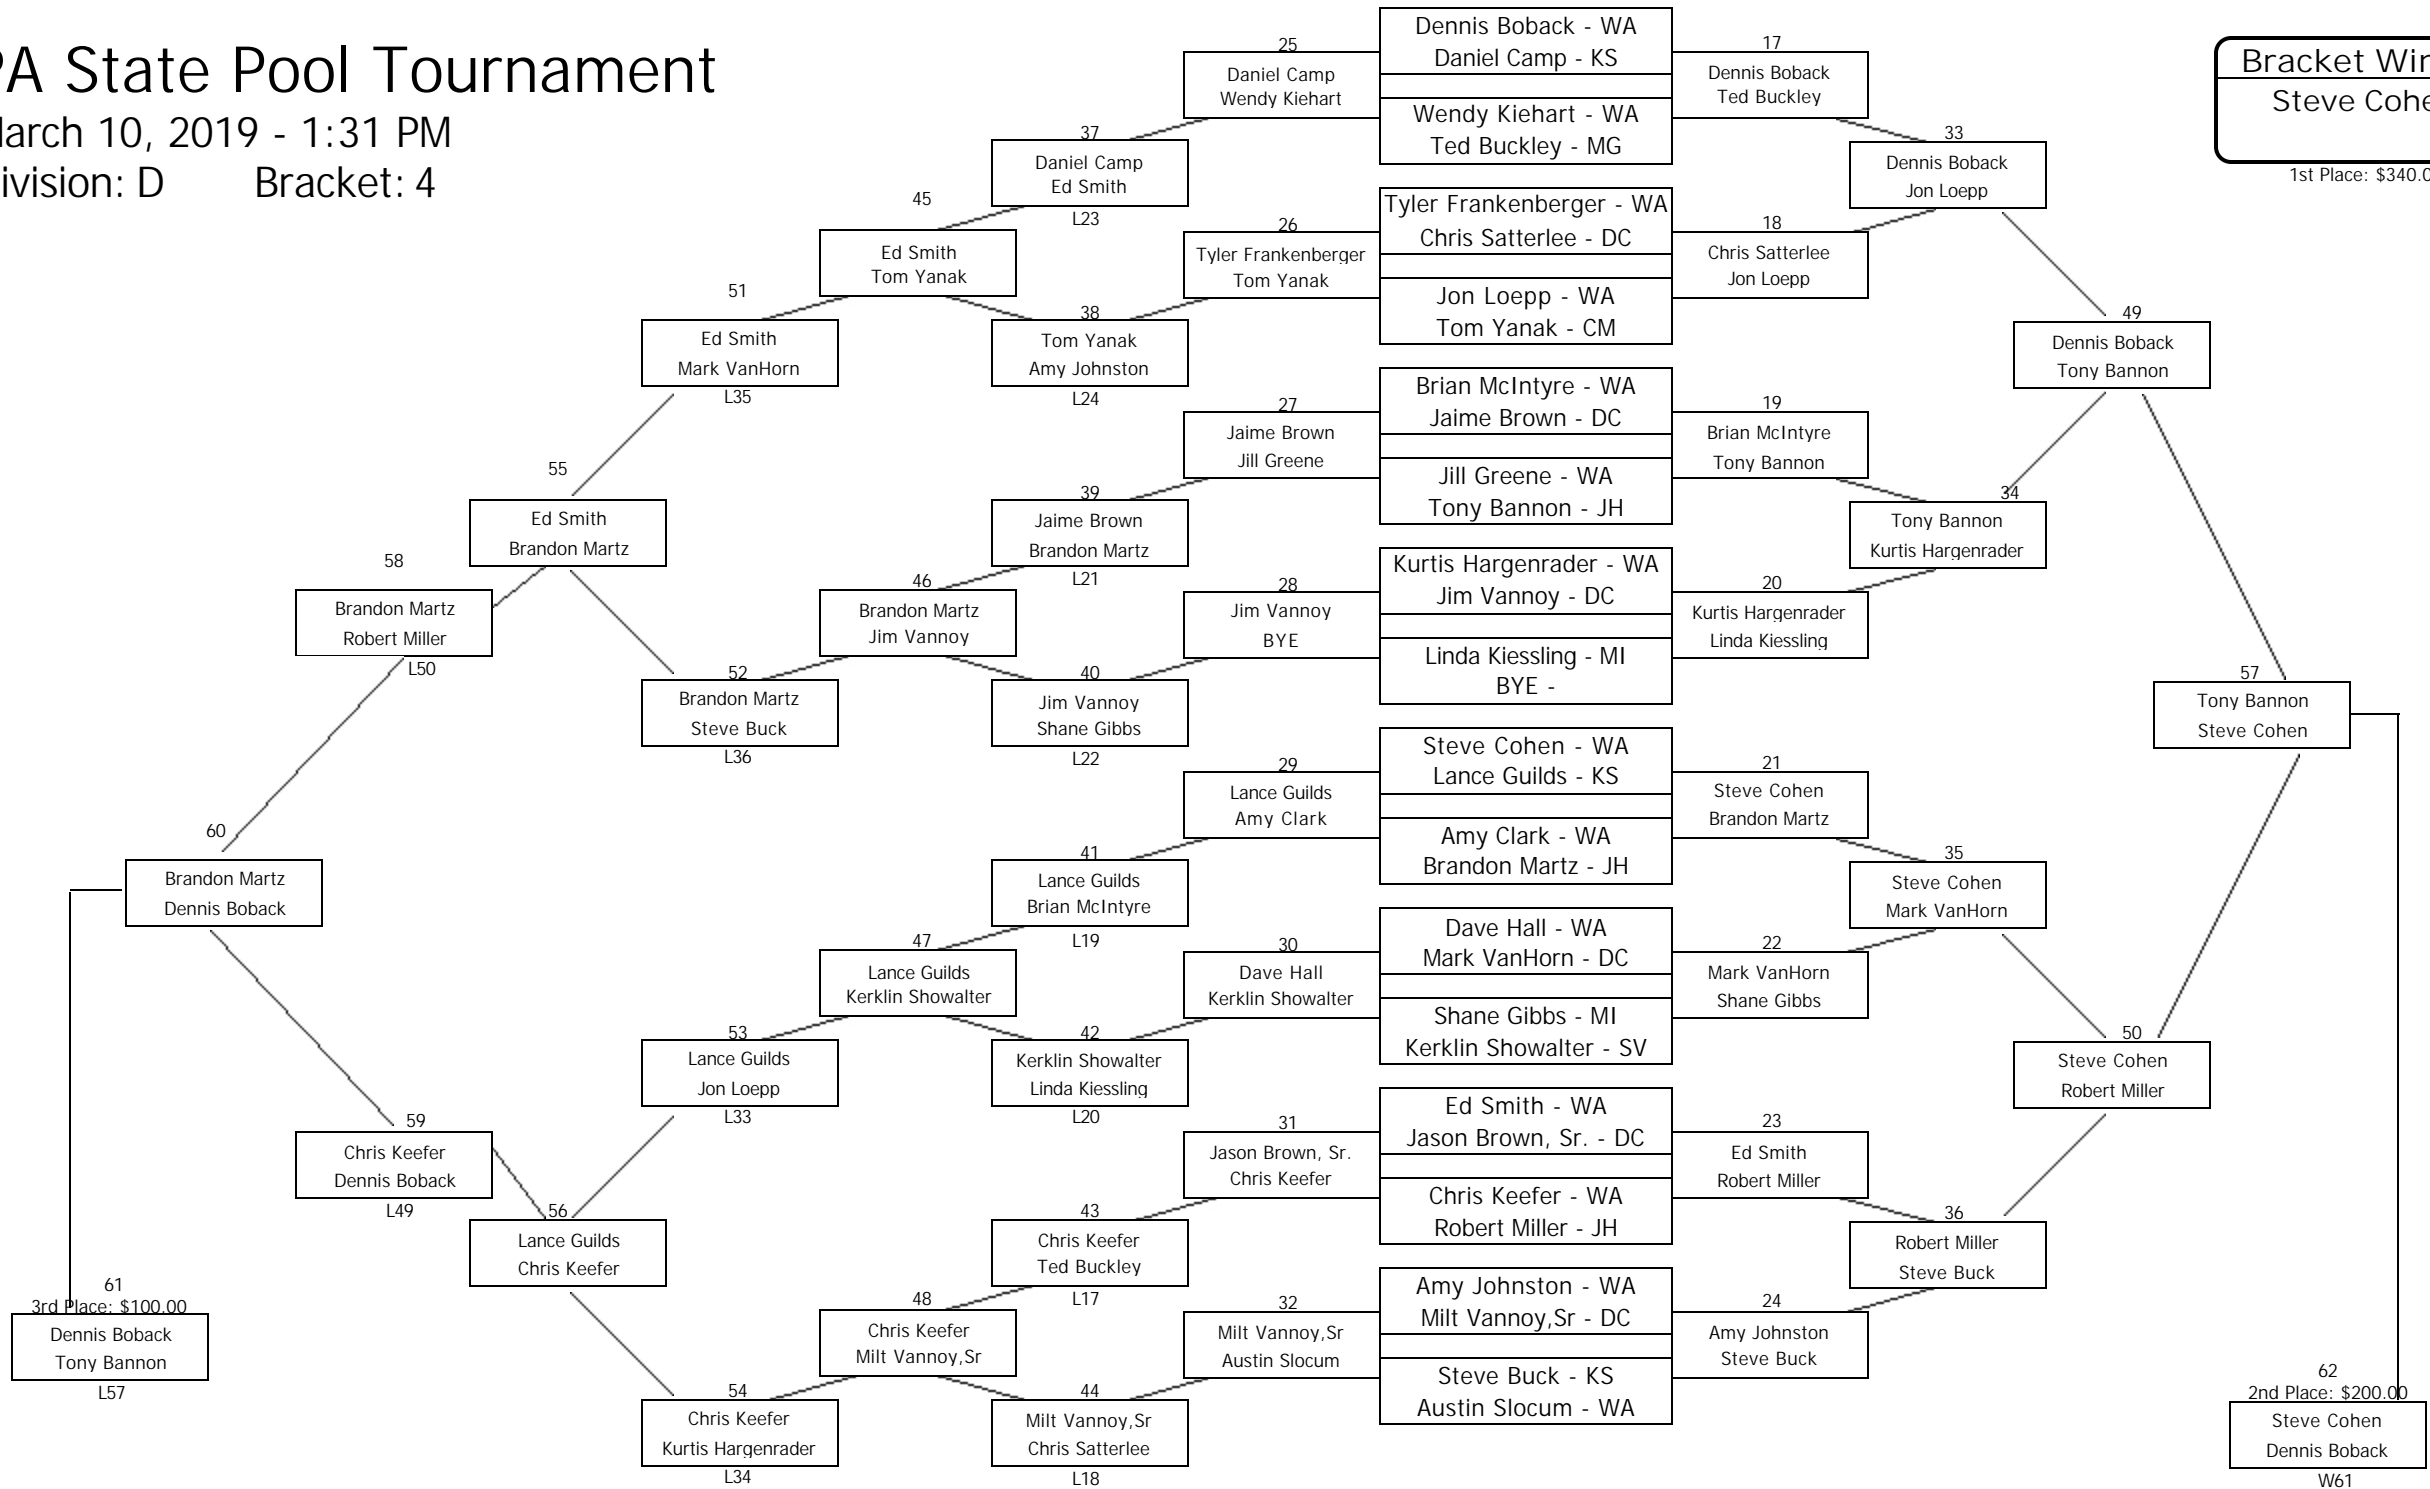 PA State Pool Tournament
March 10, 2019 - 1:31 PM
ivision: D Bracket: 4
Bracket Win
Steve Cohe
1st Place: $340.0
Dennis Boback - WA
Daniel Camp - KS
Wendy Kiehart - WA
Ted Buckley - MG
Tyler Frankenberger - WA
Chris Satterlee - DC
Jon Loepp - WA
Tom Yanak - CM
Brian McIntyre - WA
Jaime Brown - DC
Jill Greene - WA
Tony Bannon - JH
Kurtis Hargenrader - WA
Jim Vannoy - DC
Linda Kiessling - MI
BYE -
Steve Cohen - WA
Lance Guilds - KS
Amy Clark - WA
Brandon Martz - JH
Dave Hall - WA
Mark VanHorn - DC
Shane Gibbs - MI
Kerklin Showalter - SV
Ed Smith - WA
Jason Brown, Sr. - DC
Chris Keefer - WA
Robert Miller - JH
Amy Johnston - WA
Milt Vannoy,Sr - DC
Steve Buck - KS
Austin Slocum - WA
17
Dennis Boback
Ted Buckley
18
Chris Satterlee
Jon Loepp
19
Brian McIntyre
Tony Bannon
20
Kurtis Hargenrader
Linda Kiessling
21
Steve Cohen
Brandon Martz
22
Mark VanHorn
Shane Gibbs
23
Ed Smith
Robert Miller
24
Amy Johnston
Steve Buck
25
Daniel Camp
Wendy Kiehart
26
Tyler Frankenberger
Tom Yanak
27
Jaime Brown
Jill Greene
28
Jim Vannoy
BYE
29
Lance Guilds
Amy Clark
30
Dave Hall
Kerklin Showalter
31
Jason Brown, Sr.
Chris Keefer
32
Milt Vannoy,Sr
Austin Slocum
33
Dennis Boback
Jon Loepp
34
Tony Bannon
Kurtis Hargenrader
35
Steve Cohen
Mark VanHorn
36
Robert Miller
Steve Buck
37
Daniel Camp
Ed Smith
L23
38
Tom Yanak
Amy Johnston
L24
39
Jaime Brown
Brandon Martz
L21
40
Jim Vannoy
Shane Gibbs
L22
41
Lance Guilds
Brian McIntyre
L19
42
Kerklin Showalter
Linda Kiessling
L20
43
Chris Keefer
Ted Buckley
L17
44
Milt Vannoy,Sr
Chris Satterlee
L18
45
Ed Smith
Tom Yanak
46
Brandon Martz
Jim Vannoy
47
Lance Guilds
Kerklin Showalter
48
Chris Keefer
Milt Vannoy,Sr
49
Dennis Boback
Tony Bannon
50
Steve Cohen
Robert Miller
51
Ed Smith
Mark VanHorn
L35
52
Brandon Martz
Steve Buck
L36
53
Lance Guilds
Jon Loepp
L33
54
Chris Keefer
Kurtis Hargenrader
L34
55
Ed Smith
Brandon Martz
56
Lance Guilds
Chris Keefer
57
Tony Bannon
Steve Cohen
58
Brandon Martz
Robert Miller
L50
59
Chris Keefer
Dennis Boback
L49
60
Brandon Martz
Dennis Boback
61
3rd Place: $100.00
Dennis Boback
Tony Bannon
L57
62
2nd Place: $200.00
Steve Cohen
Dennis Boback
W61